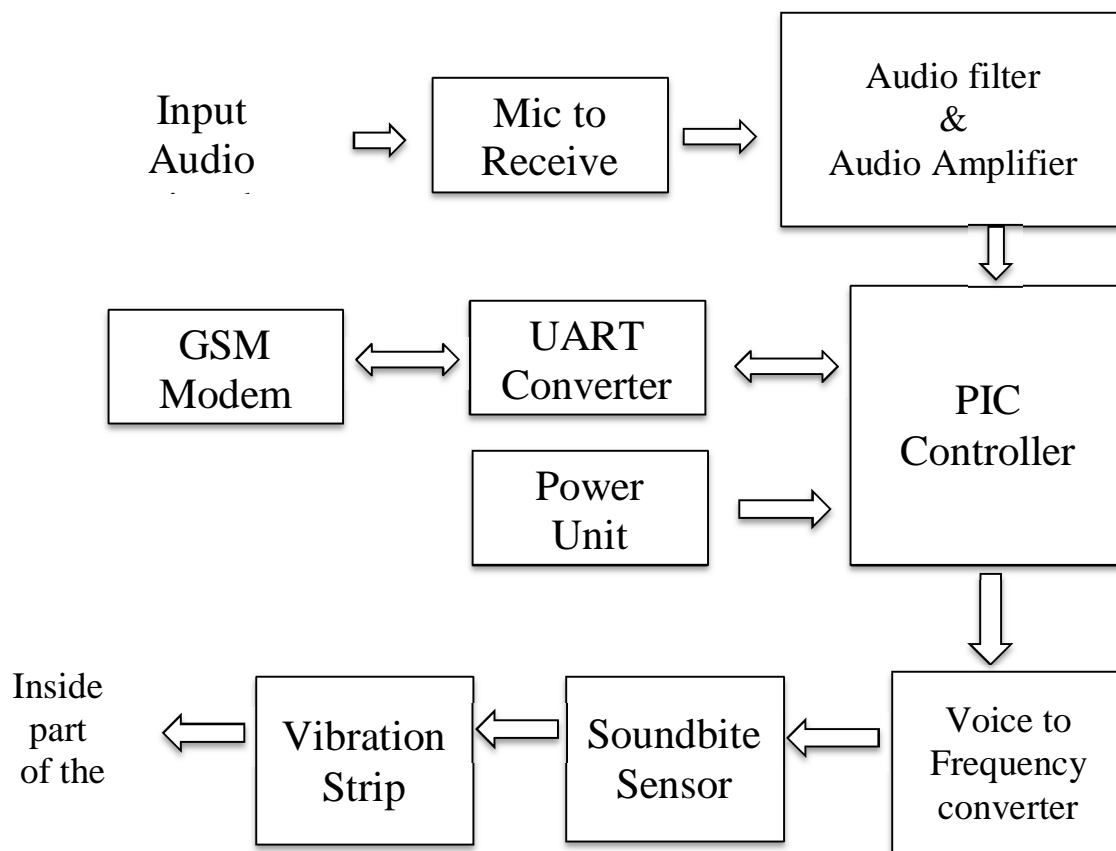 Input
Audio
Mic to
Receive
Audio filter
&
Audio Amplifier
GSM
Modem
UART
Converter
PIC
Controller
Power
Unit
Inside
part
of the
Vibration
Strip
Soundbite
Sensor
Voice to
Frequency
converter